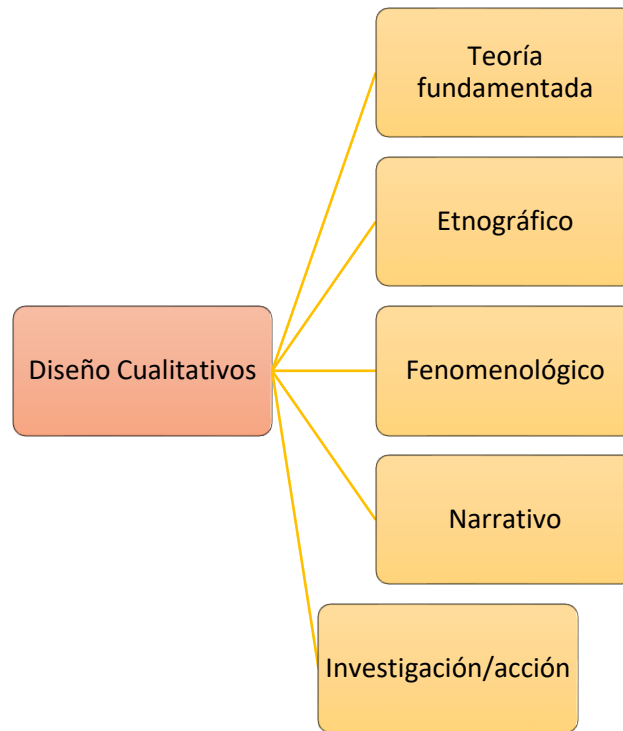 Teoría
fundamentada
Etnográfico
Diseño Cualitativos
Fenomenológico
Narrativo
Investigación/acción